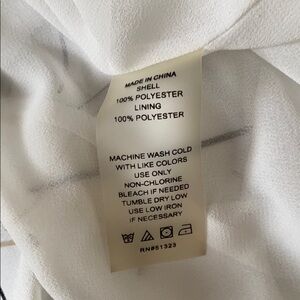 MADE IN CHINA
SHELL
100% POLYESTER
LINING
100% POLYESTER
MACHINE WASH COLD
WITH LIKE COLORS
USE ONLY
NON-CHLORINE
BLEACH IF NEEDED
TUMBLE DRY LOW
USE LOW IRON
IF NECESSARY
RN#51323